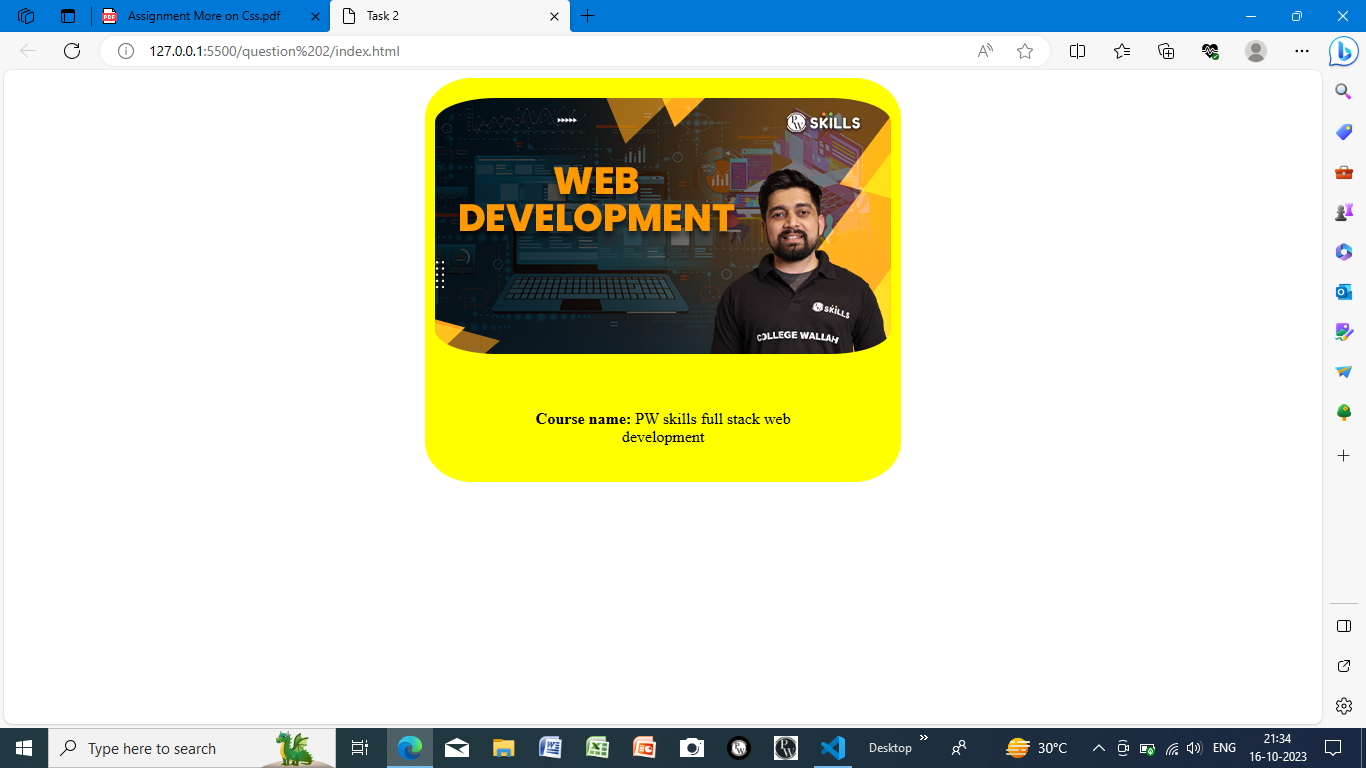 Assignment More on Css.pdf
Task 2
127.0.0.1:5500/question%202/index.html
PW SKILLS
WEB
DEVELOPMENT
SKILLS
COLLEGE WALLAH
Course name: PW skills full stack web
development
Type here to search
Desktop
30°C
ENG
21:34
16-10-2023